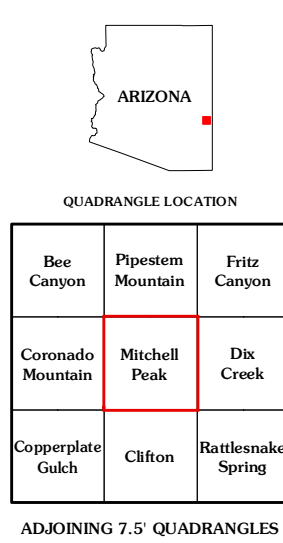 ARIZONA
QUADRANGLE LOCATION
Bee
Canyon
Pipestem
Mountain
Fritz
Canyon
Coronado
Mountain
Mitchell
Peak
Dix
Creek
Copperplate
Gulch
Clifton
Rattlesnake
Spring
ADJOINING 7.5' QUADRANGLES